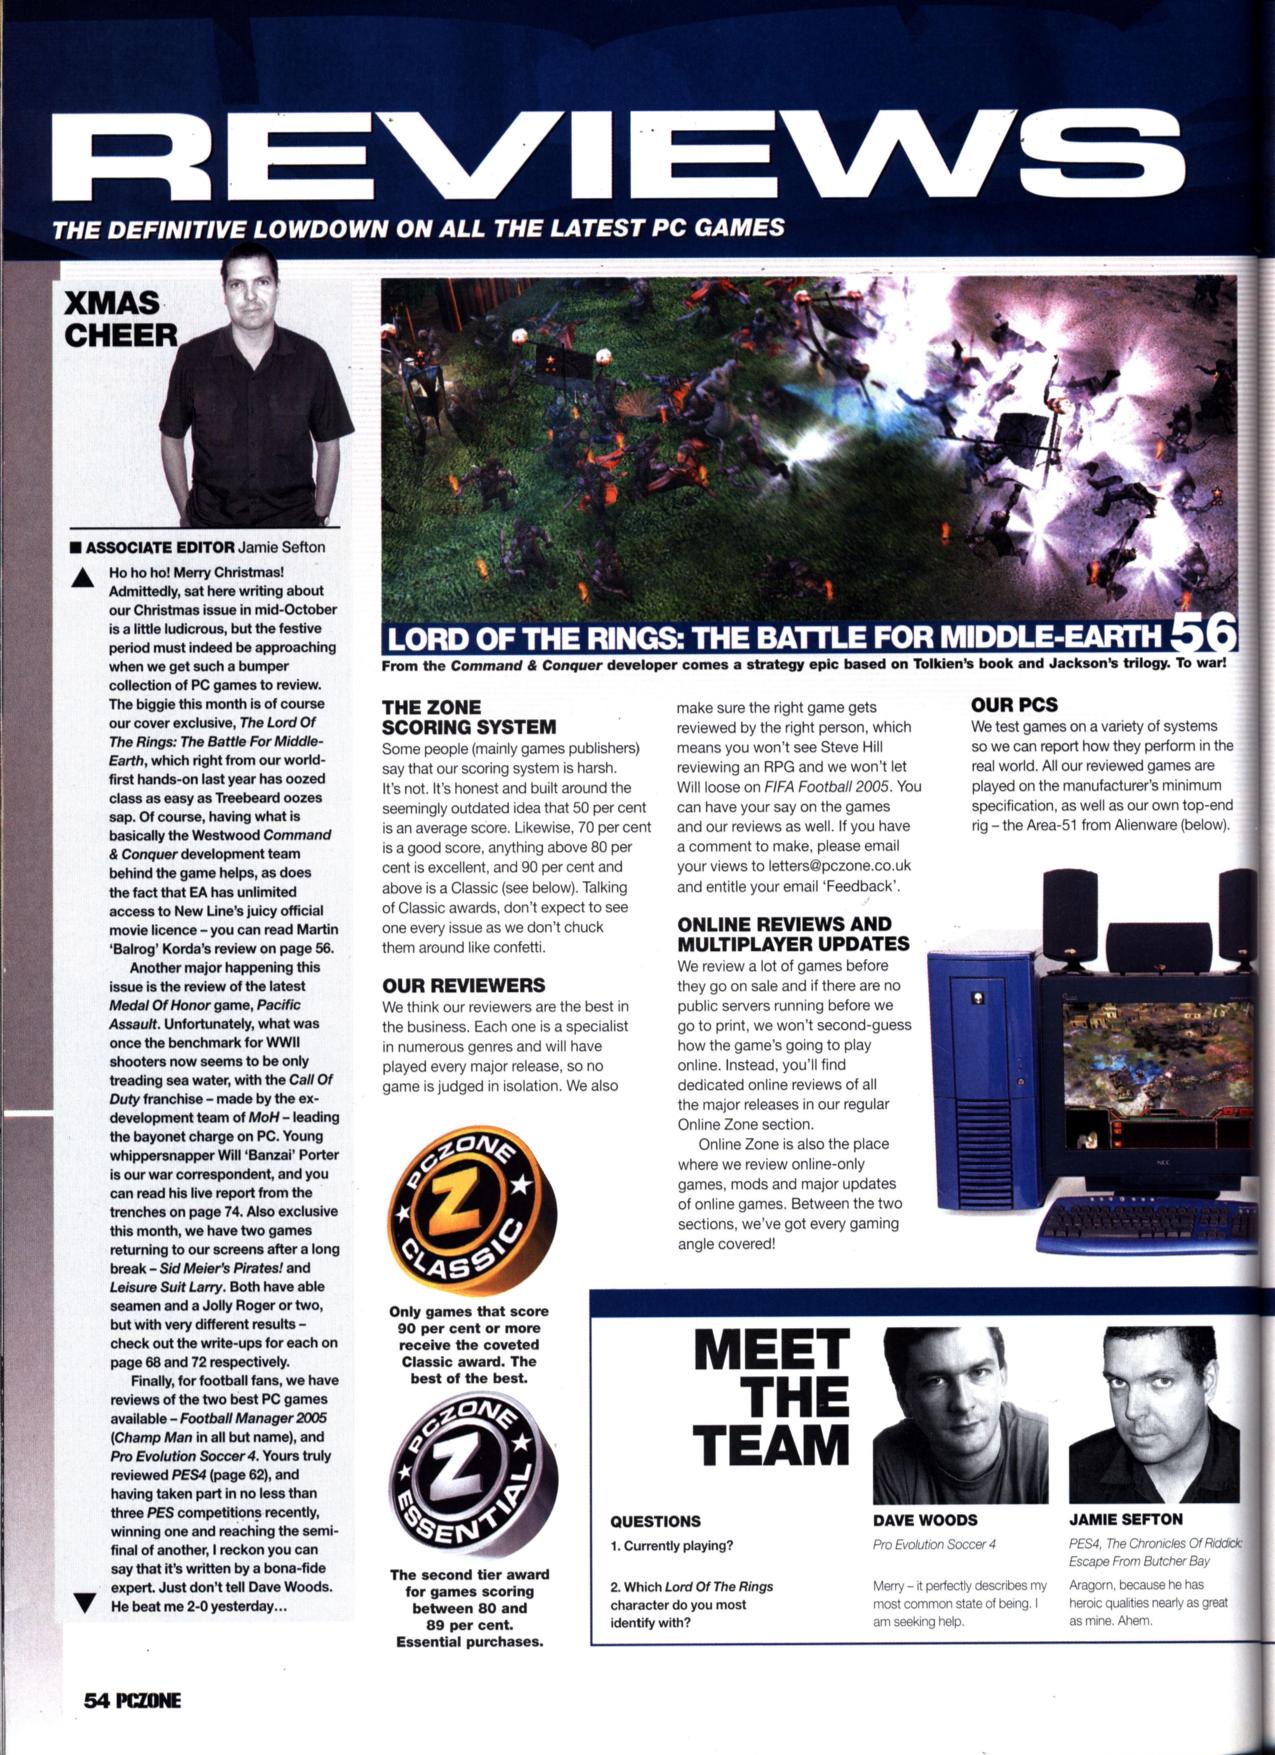 REVIEWS
THE DEFINITIVE LOWDOWN ON ALL THE LATEST PC GAMES
XMAS
CHEER
■ ASSOCIATE EDITOR Jamie Sefton
▲ Ho ho ho! Merry Christmas!
Admittedly, sat here writing about
our Christmas issue in mid-October
is a little ludicrous, but the festive
period must indeed be approaching
when we get such a bumper
collection of PC games to review.
The biggie this month is of course
our cover exclusive, The Lord Of
The Rings: The Battle For Middle-
Earth, which right from our world-
first hands-on last year has oozed
class as easy as Treebeard oozes
sap. Of course, having what is
basically the Westwood Command
& Conquer development team
behind the game helps, as does
the fact that EA has unlimited
access to New Line's juicy official
movie licence – you can read Martin
'Balrog' Korda's review on page 56.
Another major happening this
issue is the review of the latest
Medal Of Honor game, Pacific
Assault. Unfortunately, what was
once the benchmark for WWII
shooters now seems to be only
treading sea water, with the Call Of
Duty franchise – made by the ex-
development team of MoH – leading
the bayonet charge on PC. Young
whippersnapper Will 'Banzai' Porter
is our war correspondent, and you
can read his live report from the
trenches on page 74. Also exclusive
this month, we have two games
returning to our screens after a long
break – Sid Meier's Pirates! and
Leisure Suit Larry. Both have able
seamen and a Jolly Roger or two,
but with very different results –
check out the write-ups for each on
page 68 and 72 respectively.
Finally, for football fans, we have
reviews of the two best PC games
available – Football Manager 2005
(Champ Man in all but name), and
Pro Evolution Soccer 4. Yours truly
reviewed PES4 (page 62), and
having taken part in no less than
three PES competitions recently,
winning one and reaching the semi-
final of another, I reckon you can
say that it's written by a bona-fide
expert. Just don't tell Dave Woods.
▼ He beat me 2-0 yesterday...
LORD OF THE RINGS: THE BATTLE FOR MIDDLE-EARTH 56
From the Command & Conquer developer comes a strategy epic based on Tolkien's book and Jackson's trilogy. To war!
THE ZONE
SCORING SYSTEM
Some people (mainly games publishers)
say that our scoring system is harsh.
It's not. It's honest and built around the
seemingly outdated idea that 50 per cent
is an average score. Likewise, 70 per cent
is a good score, anything above 80 per
cent is excellent, and 90 per cent and
above is a Classic (see below). Talking
of Classic awards, don't expect to see
one every issue as we don't chuck
them around like confetti.
OUR REVIEWERS
We think our reviewers are the best in
the business. Each one is a specialist
in numerous genres and will have
played every major release, so no
game is judged in isolation. We also
make sure the right game gets
reviewed by the right person, which
means you won't see Steve Hill
reviewing an RPG and we won't let
Will loose on FIFA Football 2005. You
can have your say on the games
and our reviews as well. If you have
a comment to make, please email
your views to letters@pczone.co.uk
and entitle your email 'Feedback'.
ONLINE REVIEWS AND
MULTIPLAYER UPDATES
We review a lot of games before
they go on sale and if there are no
public servers running before we
go to print, we won't second-guess
how the game's going to play
online. Instead, you'll find
dedicated online reviews of all
the major releases in our regular
Online Zone section.
Online Zone is also the place
where we review online-only
games, mods and major updates
of online games. Between the two
sections, we've got every gaming
angle covered!
OUR PCS
We test games on a variety of systems
so we can report how they perform in the
real world. All our reviewed games are
played on the manufacturer's minimum
specification, as well as our own top-end
rig – the Area-51 from Alienware (below).
NEC
PCZONE
Z
CLASSIC
Only games that score
90 per cent or more
receive the coveted
Classic award. The
best of the best.
PCZONE
Z
ESSENTIAL
The second tier award
for games scoring
between 80 and
89 per cent.
Essential purchases.
MEET
THE
TEAM
QUESTIONS
1. Currently playing?
2. Which Lord Of The Rings
character do you most
identify with?
DAVE WOODS
Pro Evolution Soccer 4
Merry – it perfectly describes my
most common state of being. I
am seeking help.
JAMIE SEFTON
PES4, The Chronicles Of Riddick:
Escape From Butcher Bay
Aragorn, because he has
heroic qualities nearly as great
as mine. Ahem.
54 PCZONE